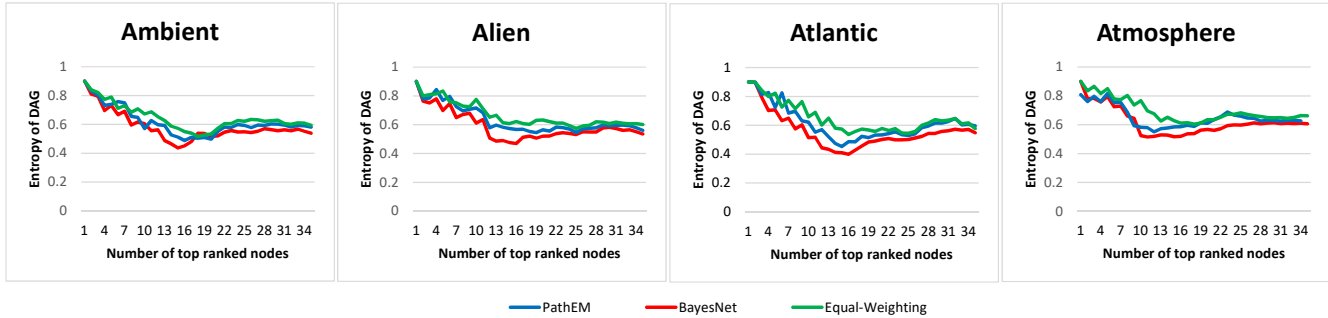 Ambient
Entropy of DAG
1
0.8
0.6
0.4
0.2
0
1 4 7 10 13 16 19 22 25 28 31 34
Number of top ranked nodes
Alien
Entropy of DAG
1
0.8
0.6
0.4
0.2
0
1 4 7 10 13 16 19 22 25 28 31 34
Number of top ranked nodes
Atlantic
Entropy of DAG
1
0.8
0.6
0.4
0.2
0
1 4 7 10 13 16 19 22 25 28 31 34
Number of top ranked nodes
Atmosphere
Entropy of DAG
1
0.8
0.6
0.4
0.2
0
1 4 7 10 13 16 19 22 25 28 31 34
Number of top ranked nodes
PathEM BayesNet Equal-Weighting